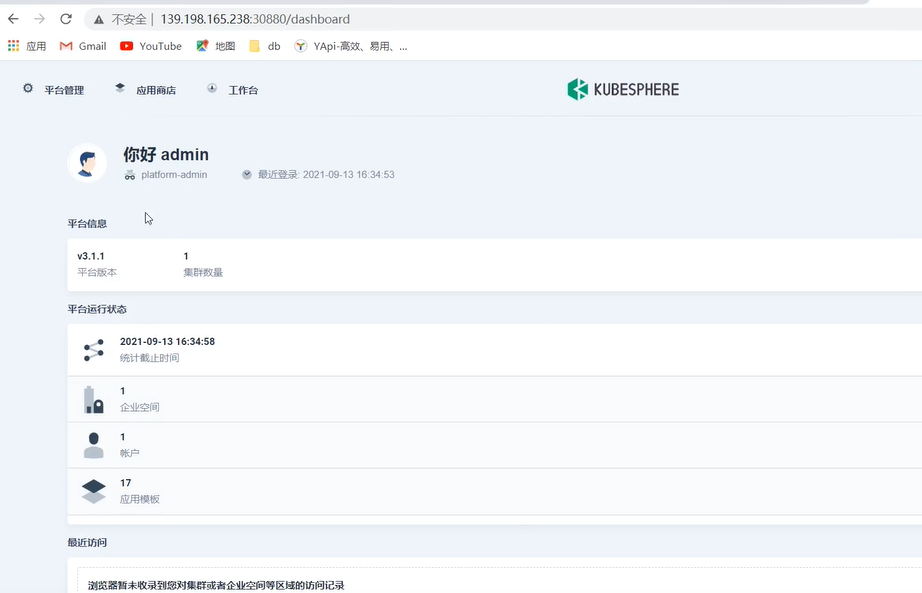 不安全 | 139.198.165.238:30880/dashboard
应用 Gmail YouTube 地图 db YApi-高效、易用、...
平台管理 应用商店 工作台 KUBESPHERE
你好 admin
platform-admin 最近登录: 2021-09-13 16:34:53
平台信息
v3.1.1 1
平台版本 集群数量
平台运行状态
2021-09-13 16:34:58
统计截止时间
1
企业空间
1
帐户
17
应用模板
最近访问
浏览器暂未收录到您对集群或者企业空间等区域的访问记录